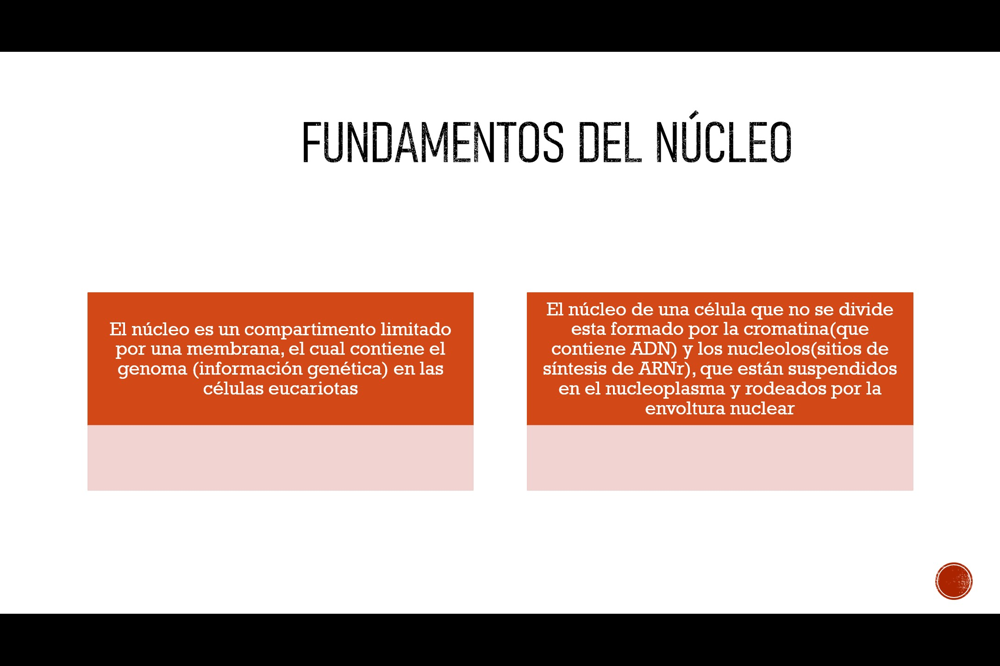 FUNDAMENTOS DEL NÚCLEO
El núcleo es un compartimento limitado
por una membrana, el cual contiene el
genoma (información genética) en las
células eucariotas
El núcleo de una célula que no se divide
esta formado por la cromatina(que
contiene ADN) y los nucleolos(sitios de
síntesis de ARNr), que están suspendidos
en el nucleoplasma y rodeados por la
envoltura nuclear